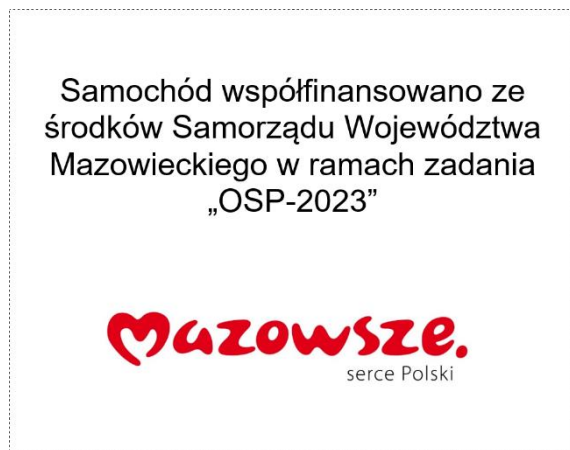 Samochód współfinansowano ze
środków Samorządu Województwa
Mazowieckiego w ramach zadania
„OSP-2023”
mazowsze.
serce Polski